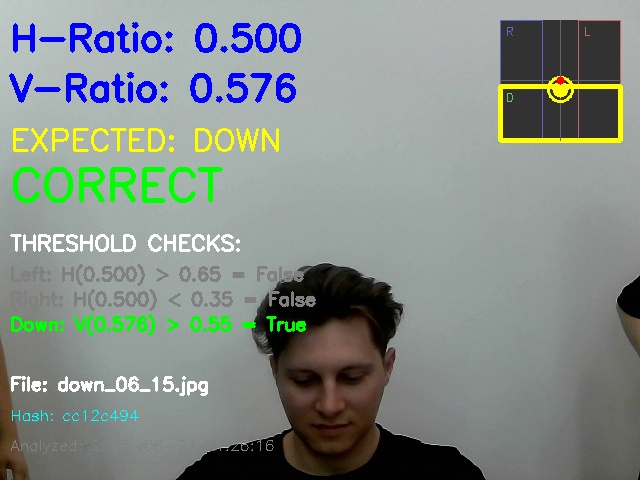 H-Ratio: 0.500
V-Ratio: 0.576
R
L
D
EXPECTED: DOWN
CORRECT
THRESHOLD CHECKS:
Left: H(0.500) > 0.65 = False
Right: H(0.500) < 0.35 = False
Down: V(0.576) > 0.55 = True
File: down_06_15.jpg
Hash: cc12c494
Analyzed: